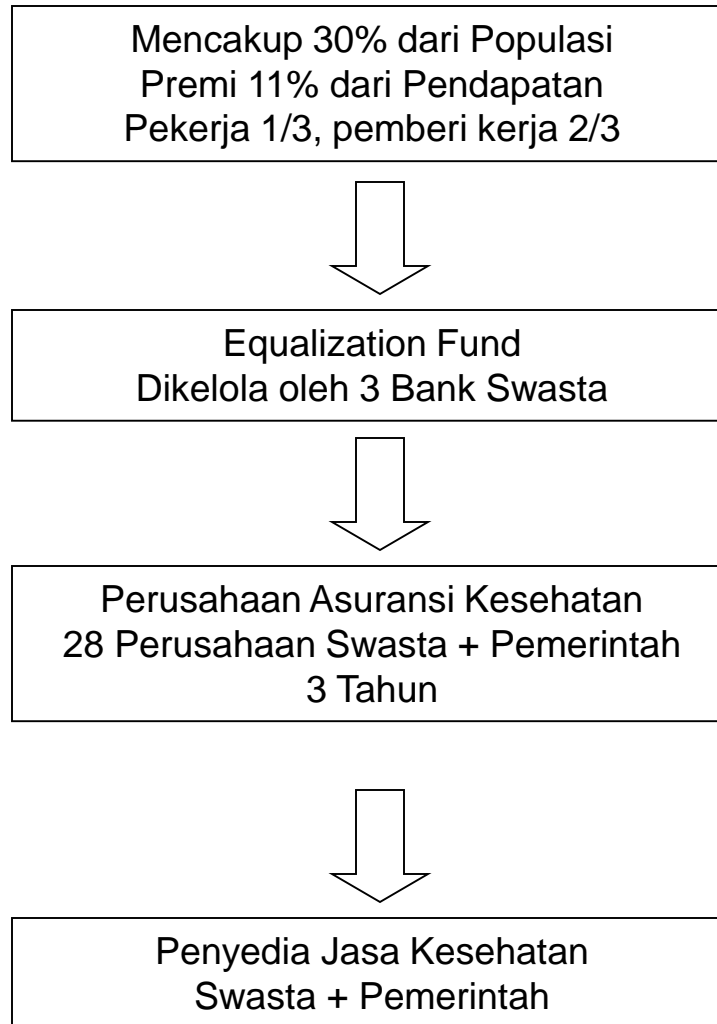 Mencakup 30% dari Populasi
Premi 11% dari Pendapatan
Pekerja 1/3, pemberi kerja 2/3
Equalization Fund
Dikelola oleh 3 Bank Swasta
Perusahaan Asuransi Kesehatan
28 Perusahaan Swasta + Pemerintah
3 Tahun
Penyedia Jasa Kesehatan
Swasta + Pemerintah